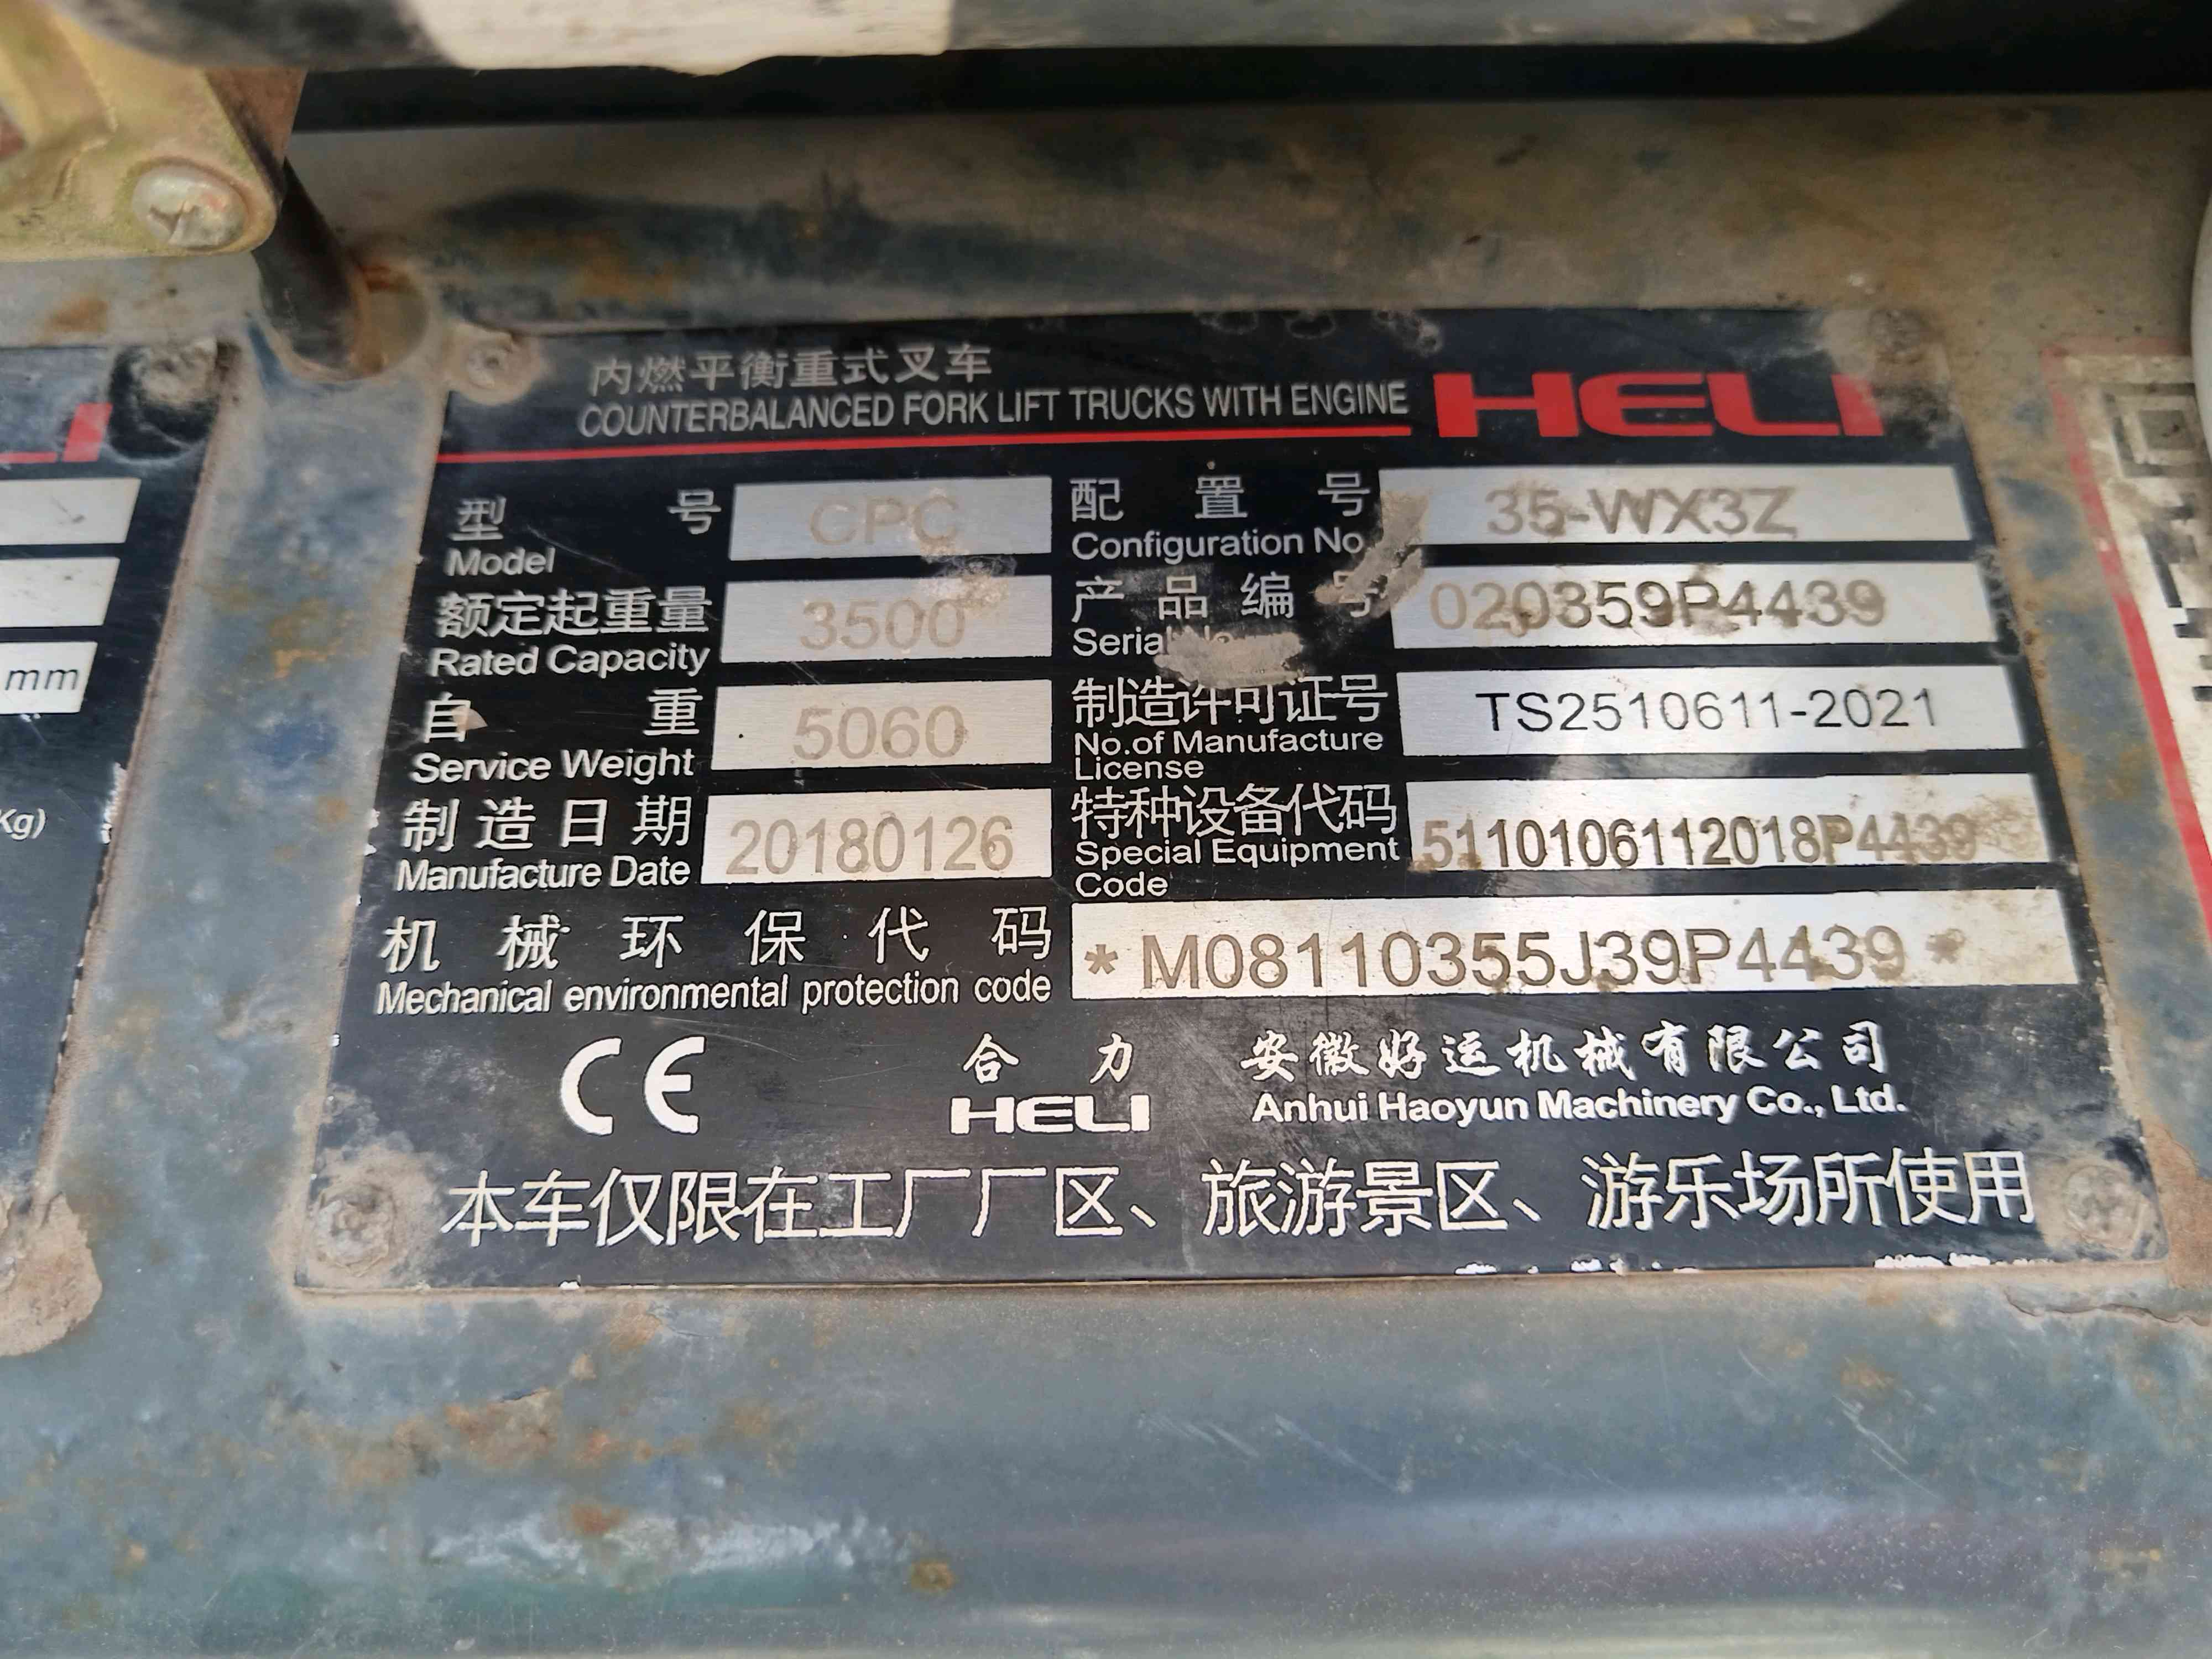 内燃平衡重式叉车
COUNTERBALANCED FORK LIFT TRUCKS WITH ENGINE HELI
型号 CPC 配置号 35-WX3Z
Model Configuration No
额定起重量 3500 产品编号 020359P4439
Rated Capacity Serial
自重 5060 制造许可证号 TS2510611-2021
Service Weight No.of Manufacture
License
制造日期 20180126 特种设备代码 5110106112018P4439
Manufacture Date Special Equipment
Code
机械环保代码 *M08110355J39P4439*
Mechanical environmental protection code
CE 合力 安徽好运机械有限公司
HELI Anhui Haoyun Machinery Co., Ltd.
本车仅限在工厂厂区、旅游景区、游乐场所使用
mm
Kg)